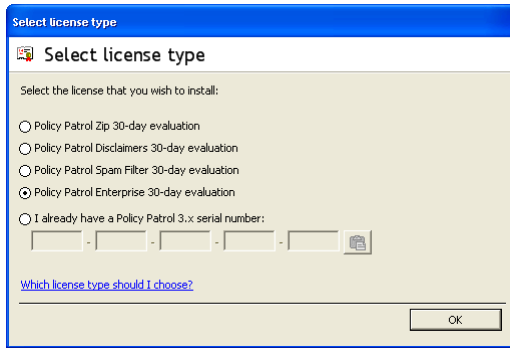 Select license type
Select license type
Select the license that you wish to install:
Policy Patrol Zip 30-day evaluation
Policy Patrol Disclaimers 30-day evaluation
Policy Patrol Spam Filter 30-day evaluation
Policy Patrol Enterprise 30-day evaluation
I already have a Policy Patrol 3.x serial number:
- - - -
Which license type should I choose?
OK